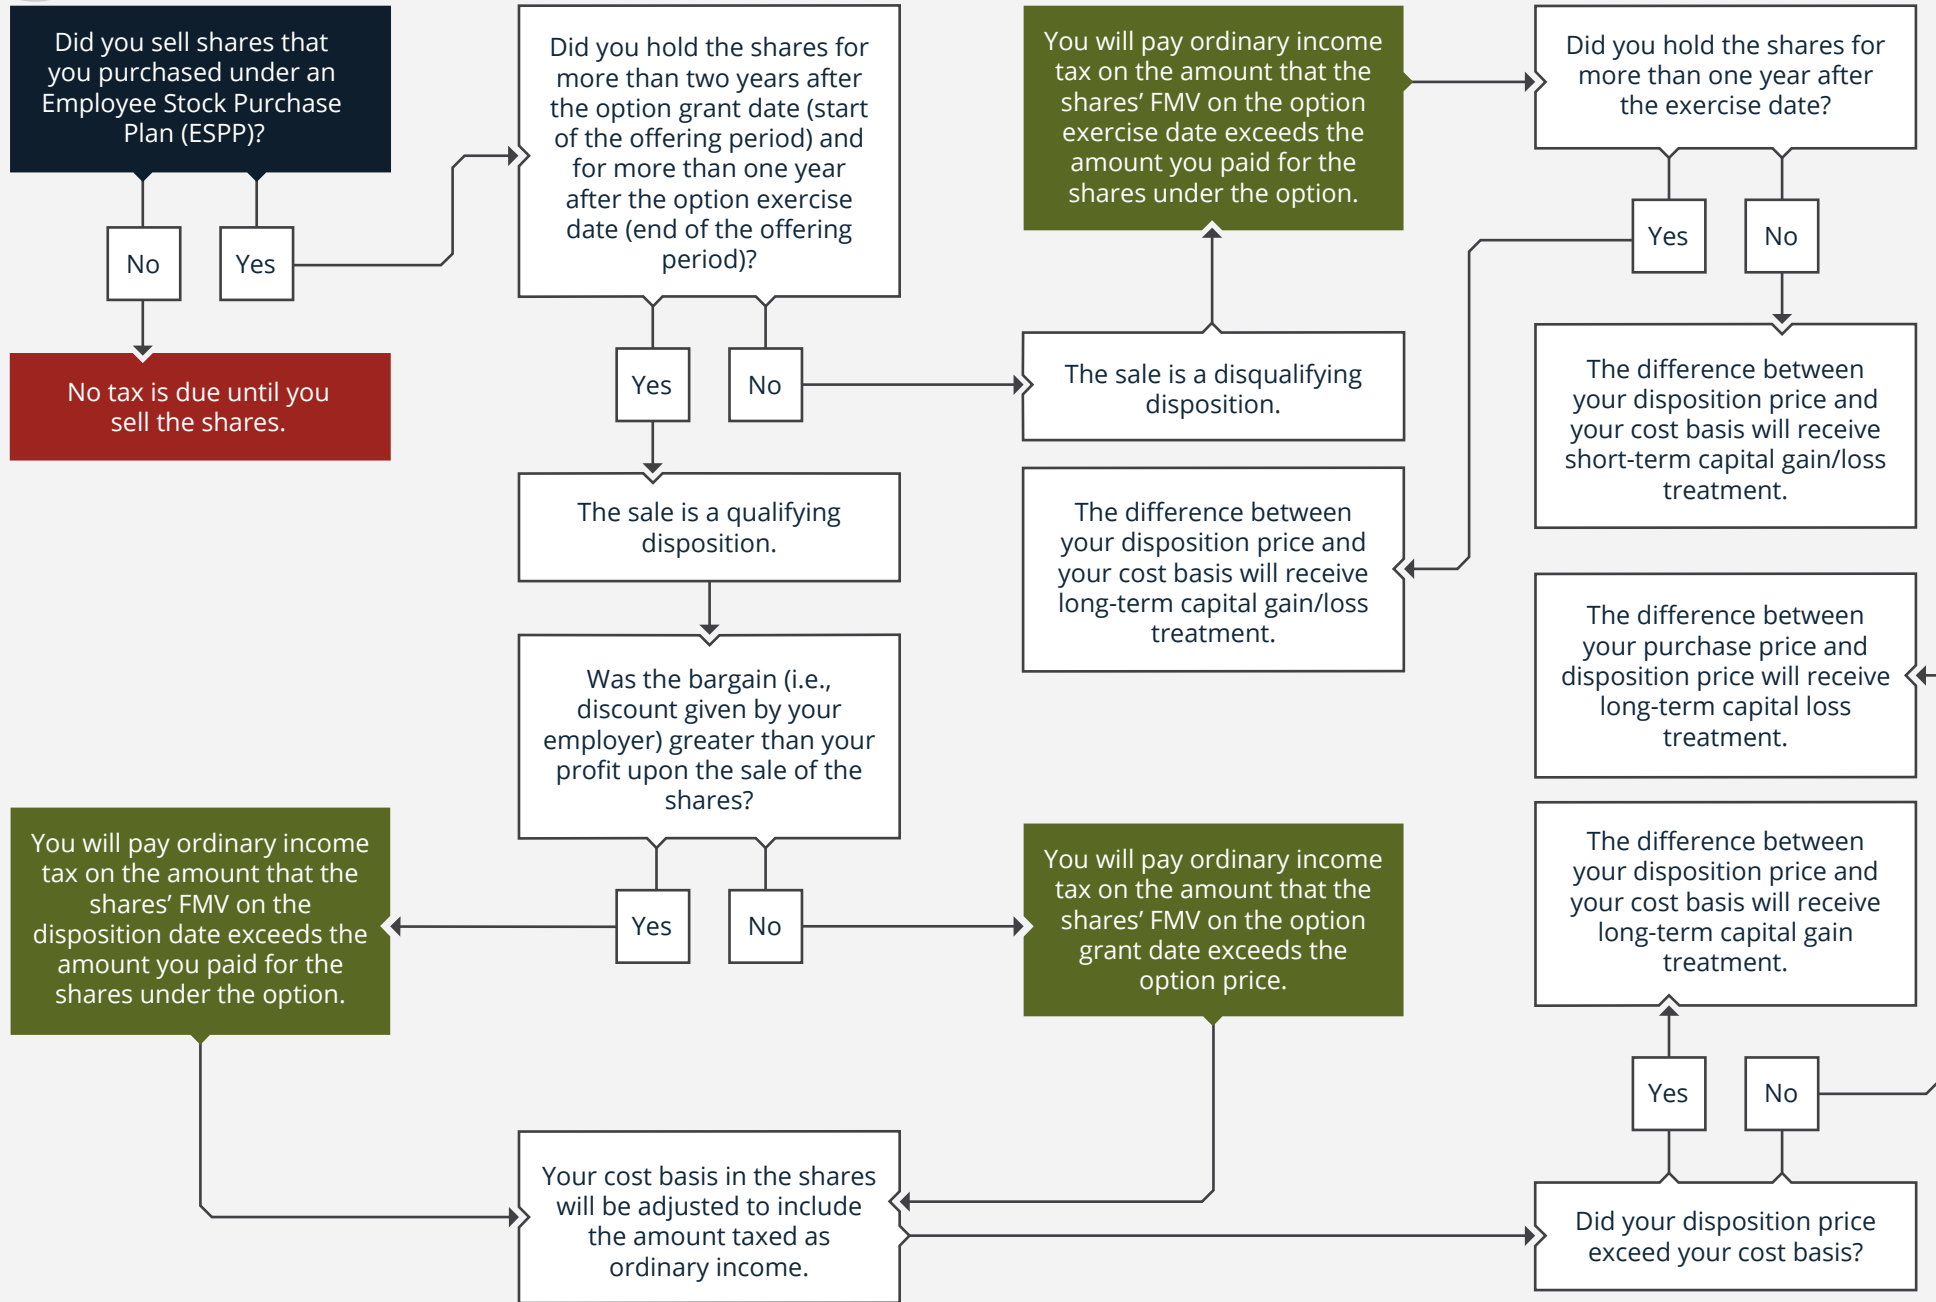 Did you sell shares that
you purchased under an
Employee Stock Purchase
Plan (ESPP)?
No
Yes
No tax is due until you
sell the shares.
Did you hold the shares for
more than two years after
the option grant date (start
of the offering period) and
for more than one year
after the option exercise
date (end of the offering
period)?
Yes
No
The sale is a disqualifying
disposition.
You will pay ordinary income
tax on the amount that the
shares’ FMV on the option
exercise date exceeds the
amount you paid for the
shares under the option.
Did you hold the shares for
more than one year after
the exercise date?
Yes
No
The difference between
your disposition price and
your cost basis will receive
short-term capital gain/loss
treatment.
The difference between
your disposition price and
your cost basis will receive
long-term capital gain/loss
treatment.
The sale is a qualifying
disposition.
Was the bargain (i.e.,
discount given by your
employer) greater than your
profit upon the sale of the
shares?
Yes
No
You will pay ordinary income
tax on the amount that the
shares’ FMV on the
disposition date exceeds the
amount you paid for the
shares under the option.
You will pay ordinary income
tax on the amount that the
shares’ FMV on the option
grant date exceeds the
option price.
Your cost basis in the shares
will be adjusted to include
the amount taxed as
ordinary income.
Did your disposition price
exceed your cost basis?
Yes
No
The difference between
your disposition price and
your cost basis will receive
long-term capital gain
treatment.
The difference between
your purchase price and
disposition price will receive
long-term capital loss
treatment.